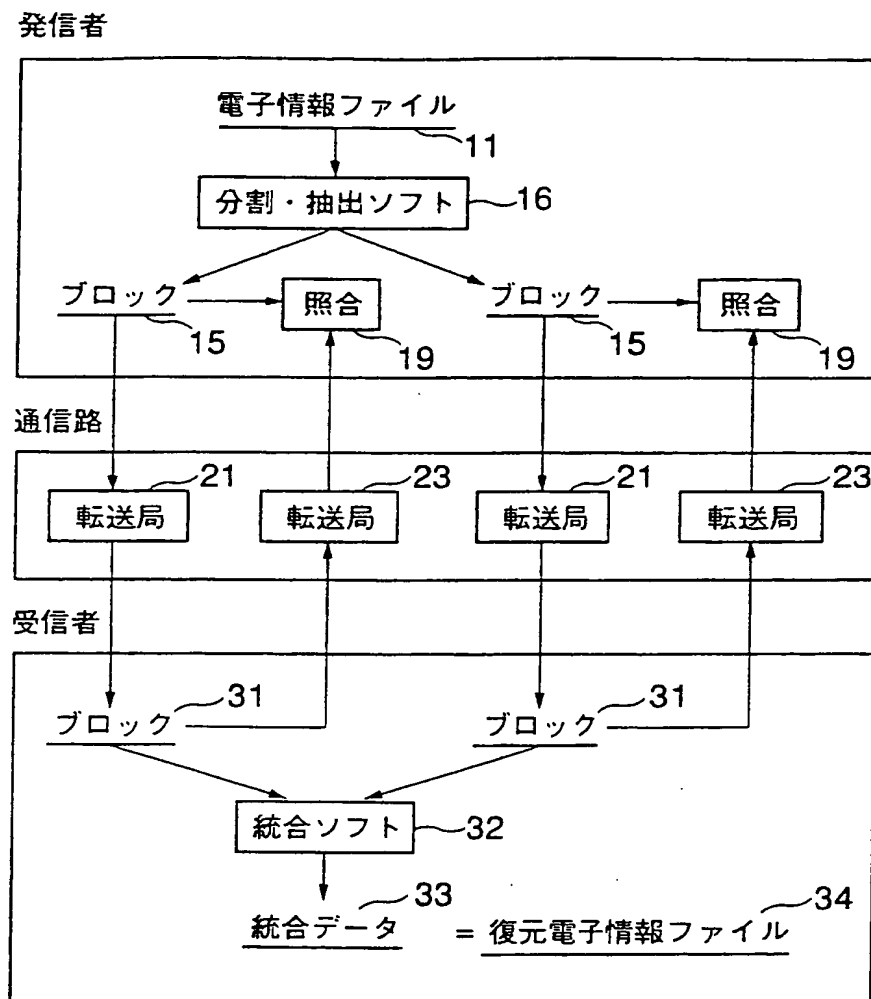 発信者
電子情報ファイル
11
分割・抽出ソフト
16
ブロック
15
照合
19
ブロック
15
照合
19
通信路
21
転送局
23
転送局
21
転送局
23
転送局
受信者
ブロック
31
ブロック
31
統合ソフト
32
33
統合データ = 復元電子情報ファイル
34